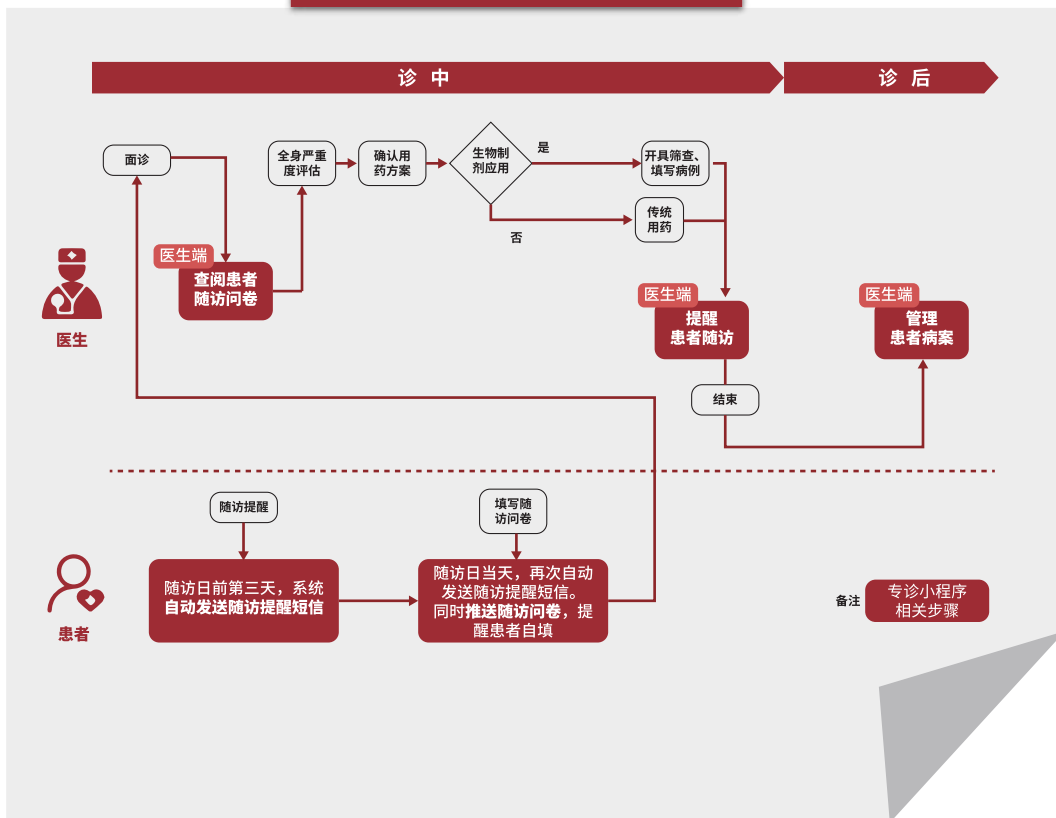 诊 中
诊 后
面诊
全身严重
度评估
确认用
药方案
生物制
剂应用
是
开具筛查、
填写病例
否
传统
用药
医生端
查阅患者
随访问卷
医生
医生端
提醒
患者随访
医生端
管理
患者病案
结束
随访提醒
填写随
访问卷
随访日前第三天，系统
自动发送随访提醒短信
随访日当天，再次自动
发送随访提醒短信。
同时推送随访问卷，提
醒患者自填
患者
备注
专诊小程序
相关步骤